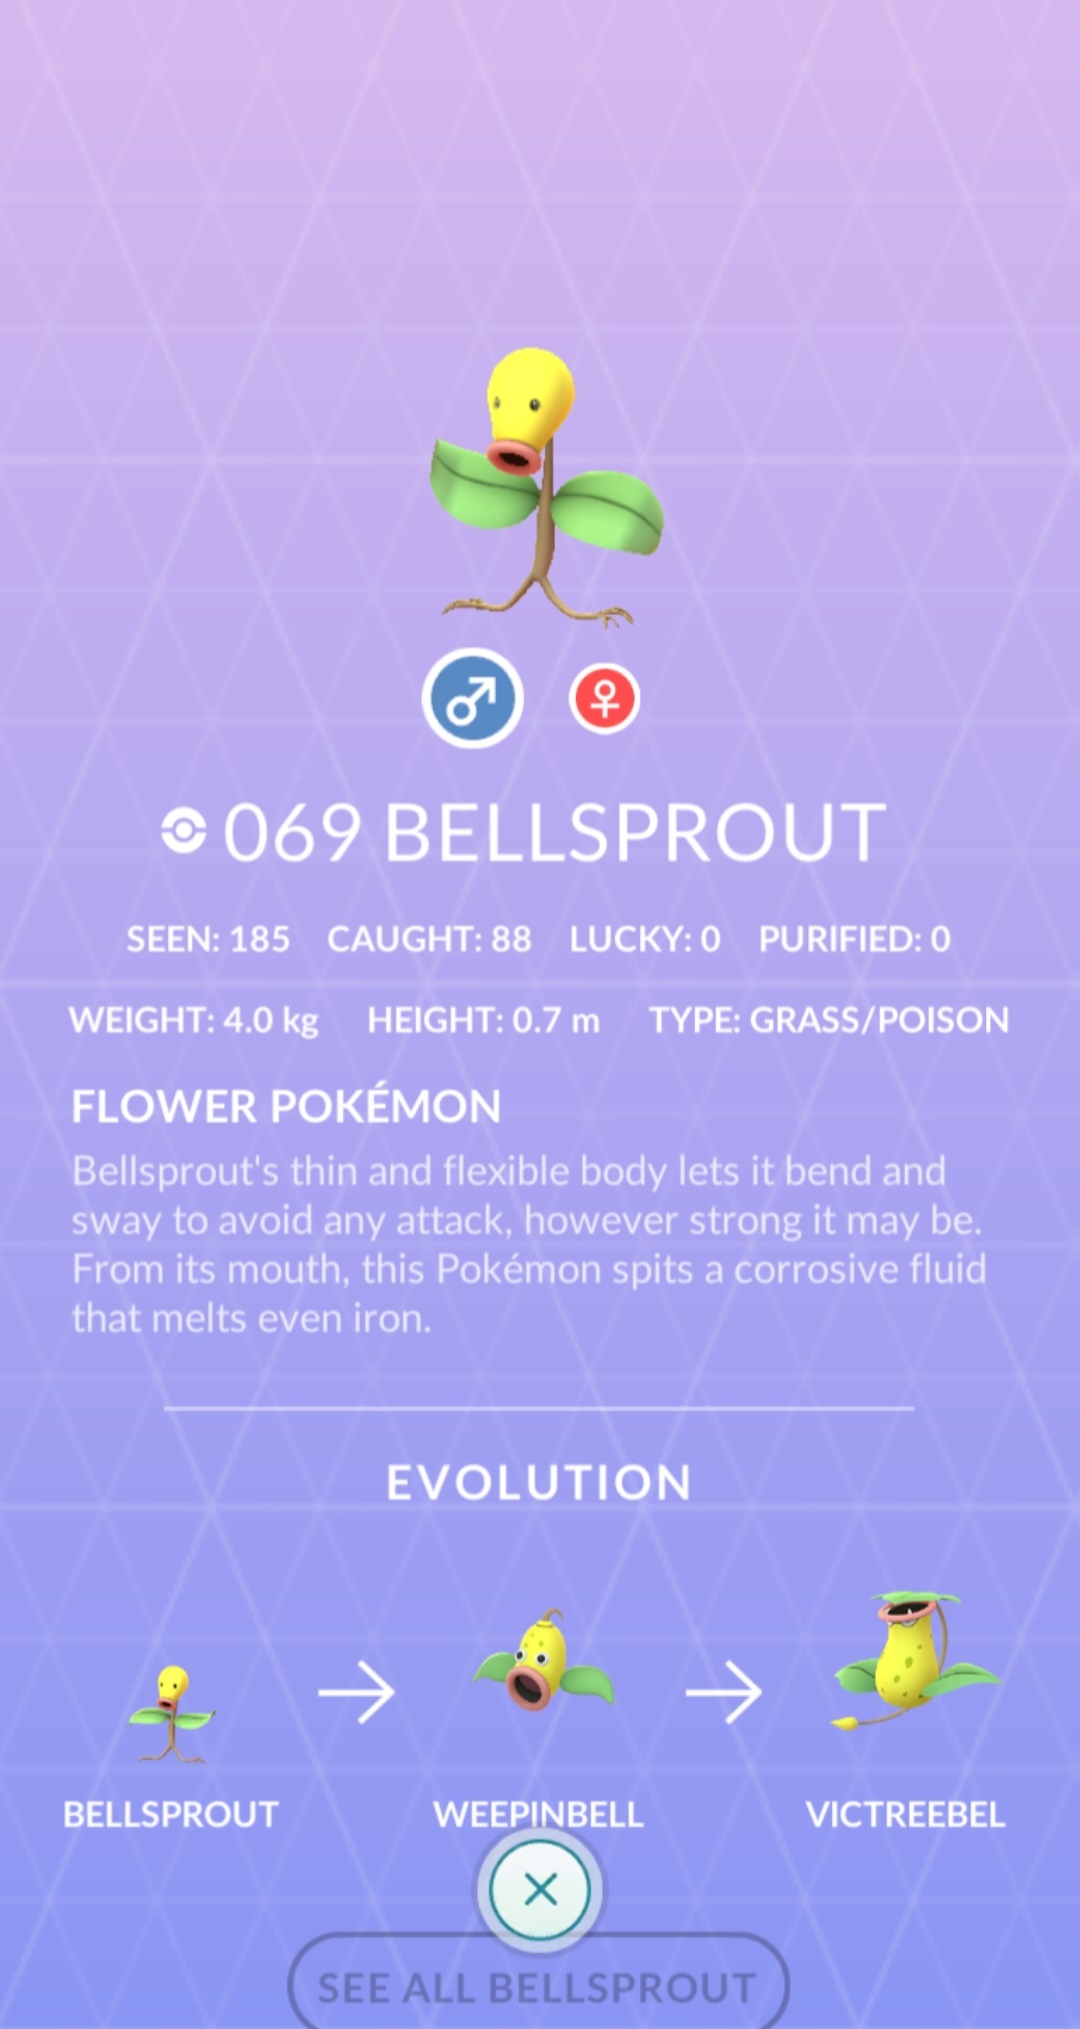 069 BELLSPROUT
SEEN: 185 CAUGHT: 88 LUCKY: 0 PURIFIED: 0
WEIGHT: 4.0 kg HEIGHT: 0.7 m TYPE: GRASS/POISON
FLOWER POKÉMON
Bellsprout's thin and flexible body lets it bend and
sway to avoid any attack, however strong it may be.
From its mouth, this Pokémon spits a corrosive fluid
that melts even iron.
EVOLUTION
BELLSPROUT WEEPINBELL VICTREEBEL
SEE ALL BELLSPROUT